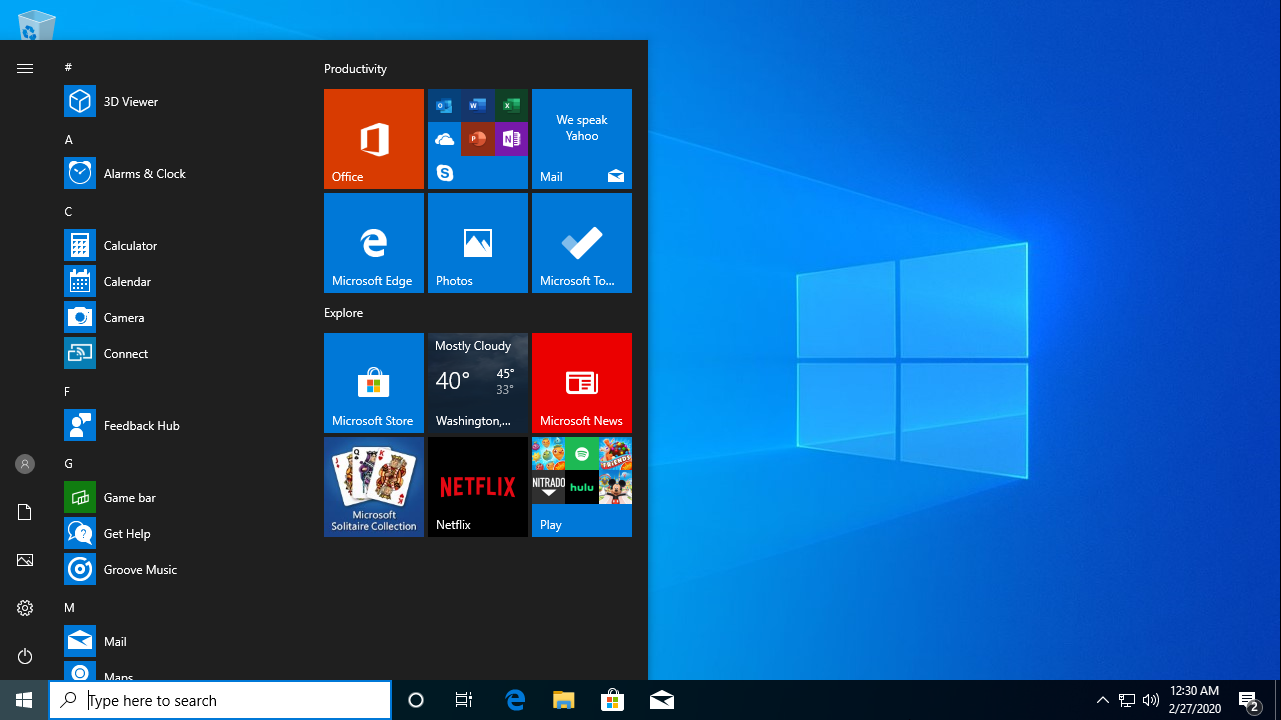 #
3D Viewer
A
Alarms & Clock
C
Calculator
Calendar
Camera
Connect
F
Feedback Hub
G
Game bar
Get Help
Groove Music
M
Mail
Maps
Productivity
Office
We speak
Yahoo
Mail
Microsoft Edge
Photos
Microsoft To...
Explore
Microsoft Store
Mostly Cloudy
40°
45°
33°
Washington,...
Microsoft News
Microsoft
Solitaire Collection
NETFLIX
Netflix
FRIENDS
NITRADO
hulu
Play
Type here to search
12:30 AM
2/27/2020
2